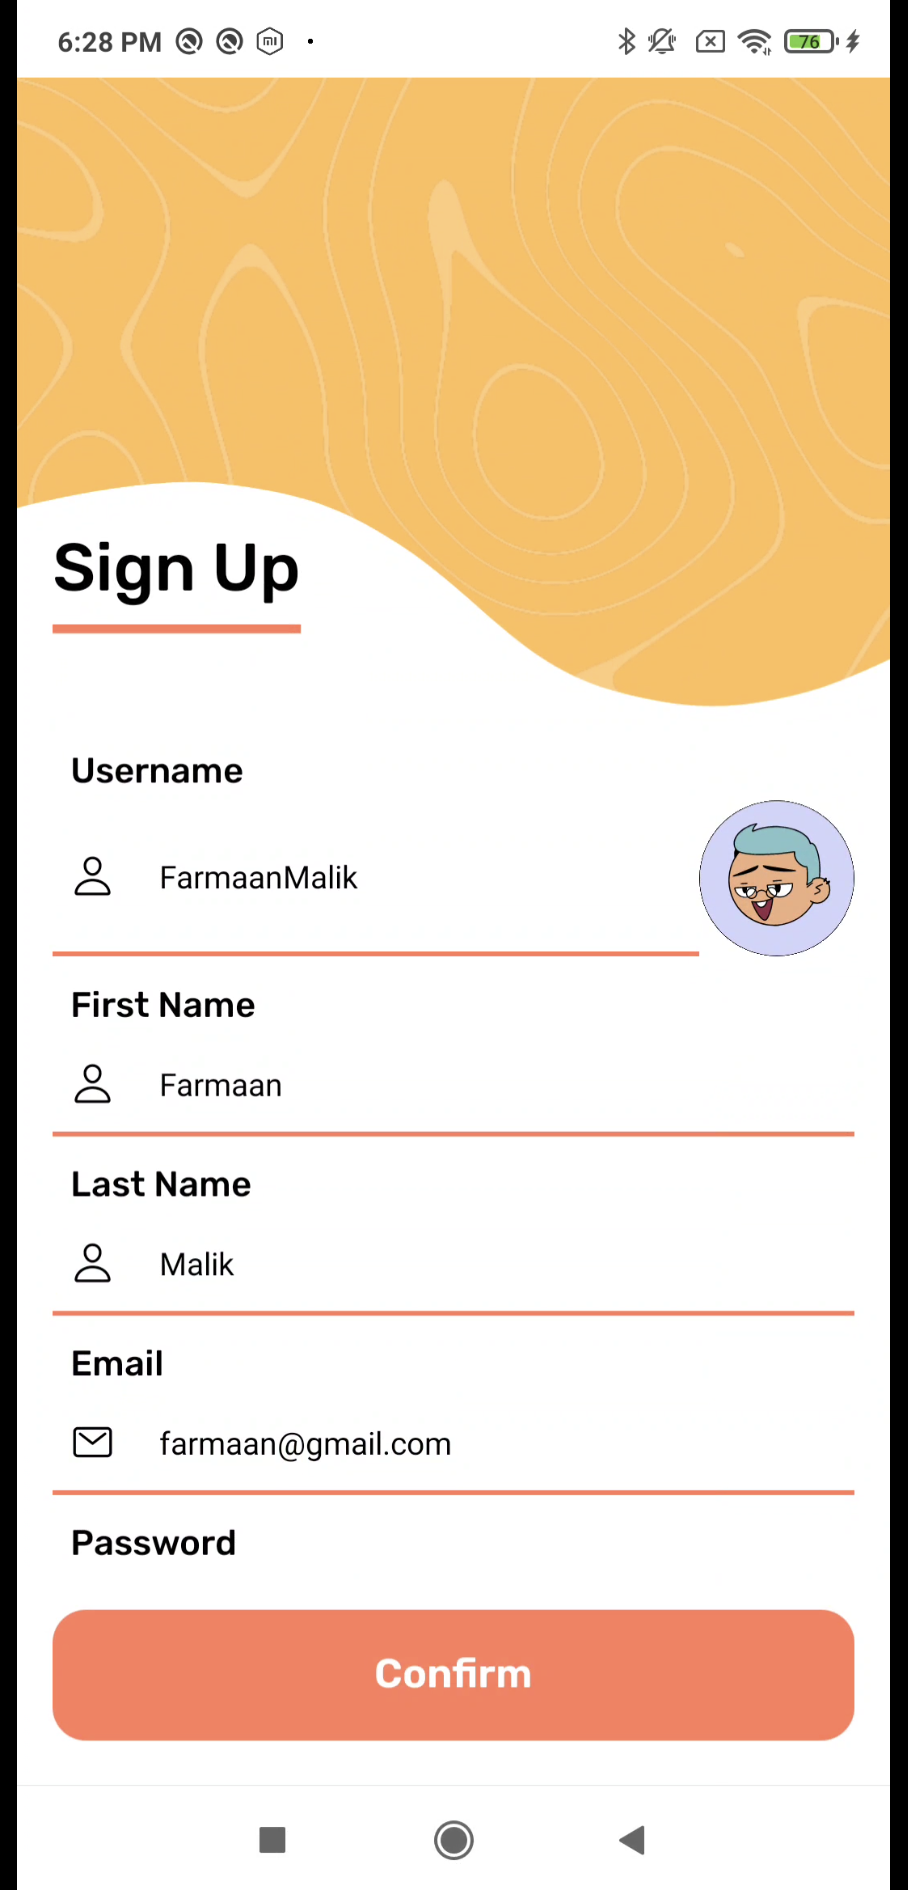 6:28 PM
76
Sign Up
Username
FarmaanMalik
First Name
Farmaan
Last Name
Malik
Email
farmaan@gmail.com
Password
Confirm